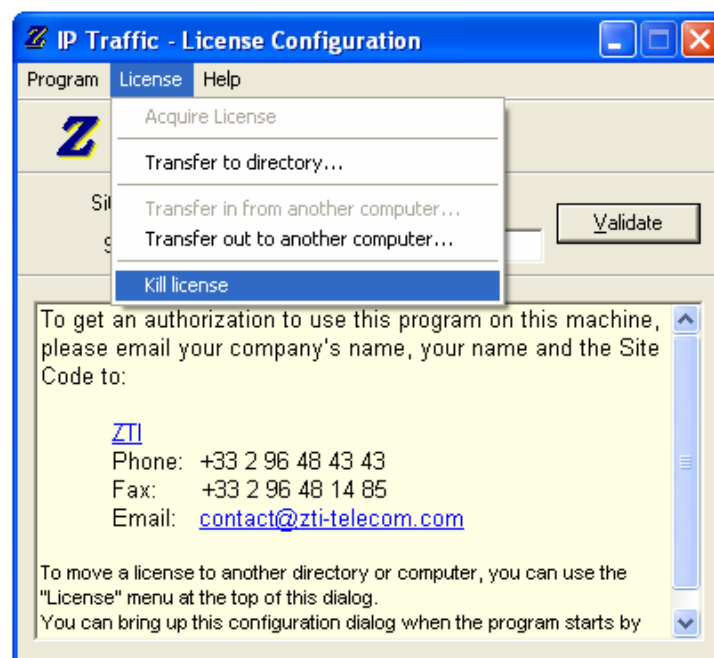 IP Traffic - License Configuration
Program License Help
Z
Acquire License
Transfer to directory...
Transfer in from another computer...
Transfer out to another computer...
Kill license
Validate
To get an authorization to use this program on this machine,
please email your company's name, your name and the Site
Code to:
ZTI
Phone: +33 2 96 48 43 43
Fax: +33 2 96 48 14 85
Email: contact@zti-telecom.com
To move a license to another directory or computer, you can use the
"License" menu at the top of this dialog.
You can bring up this configuration dialog when the program starts by